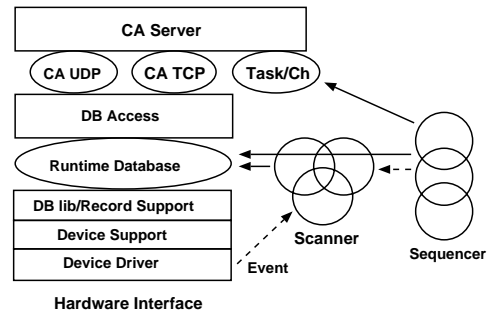 CA Server
CA UDP
CA TCP
Task/Ch
DB Access
Runtime Database
DB lib/Record Support
Device Support
Device Driver
Scanner
Sequencer
Event
Hardware Interface